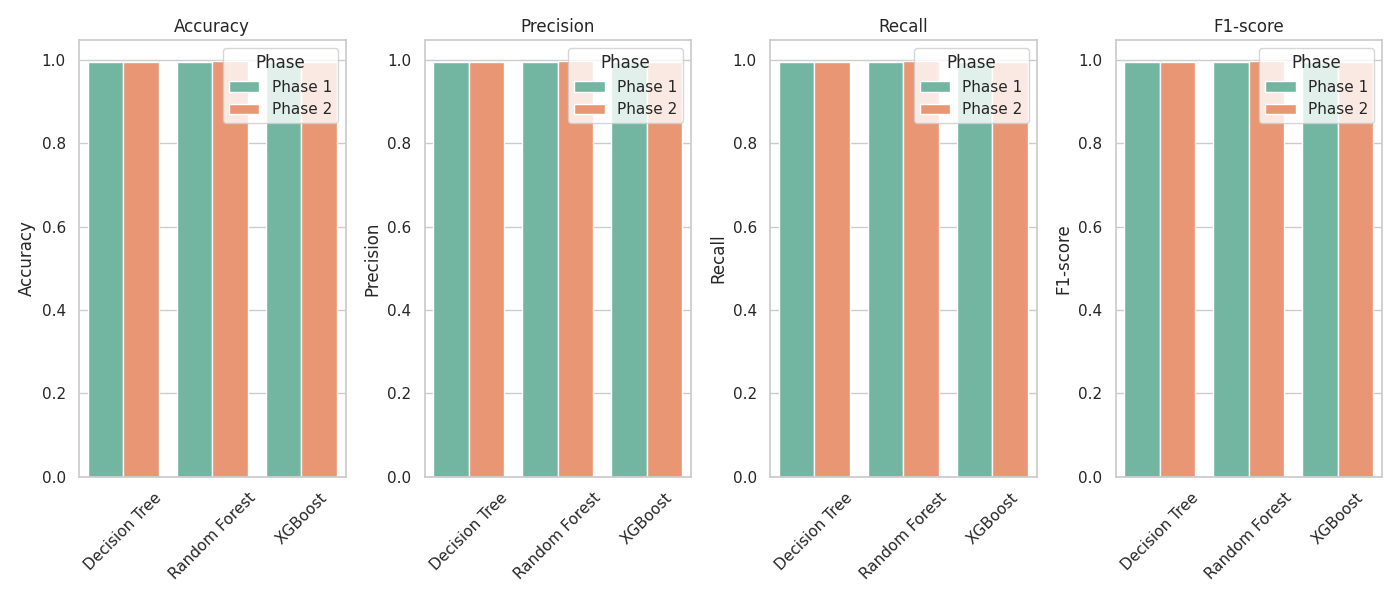 Accuracy
Precision
Recall
F1-score
Accuracy
1.0
0.8
0.6
0.4
0.2
0.0
Phase
Phase 1
Phase 2
Decision Tree
Random Forest
XGBoost
Precision
1.0
0.8
0.6
0.4
0.2
0.0
Phase
Phase 1
Phase 2
Decision Tree
Random Forest
XGBoost
Recall
1.0
0.8
0.6
0.4
0.2
0.0
Phase
Phase 1
Phase 2
Decision Tree
Random Forest
XGBoost
F1-score
1.0
0.8
0.6
0.4
0.2
0.0
Phase
Phase 1
Phase 2
Decision Tree
Random Forest
XGBoost